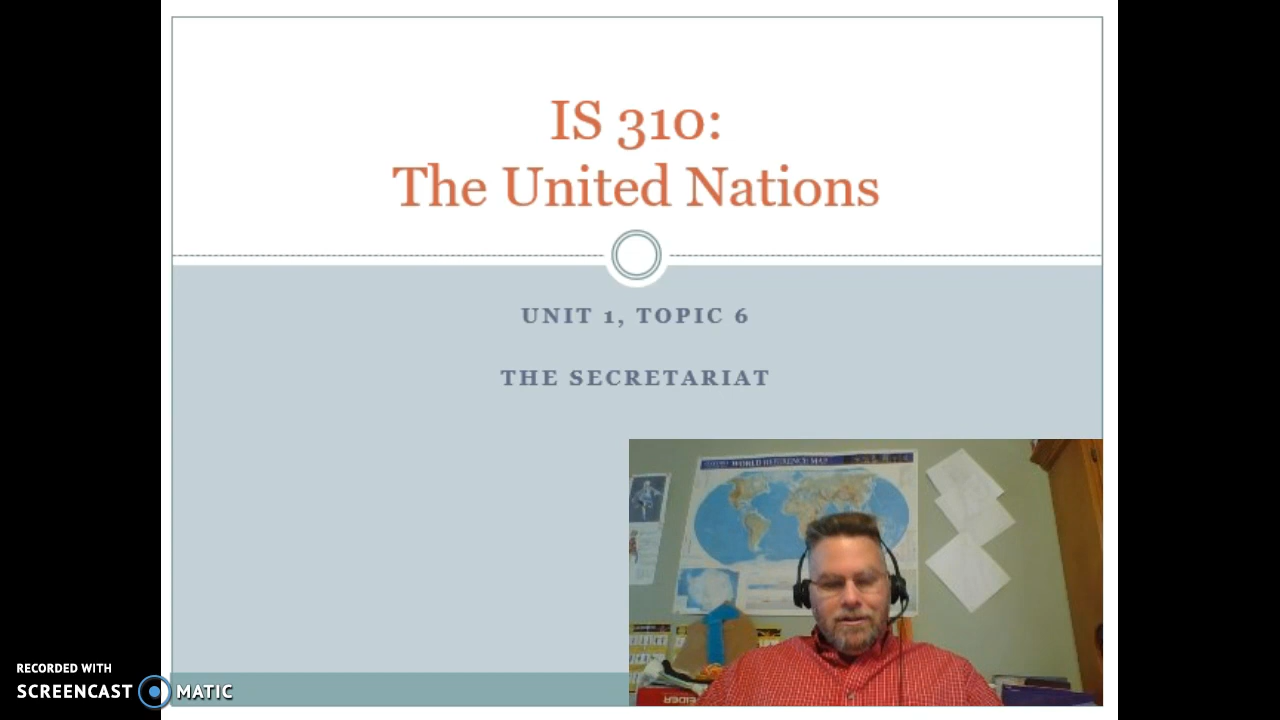 IS 310:
The United Nations
UNIT 1, TOPIC 6
THE SECRETARIAT
WORLD REFERENCE MAP
RECORDED WITH
SCREENCAST MATIC